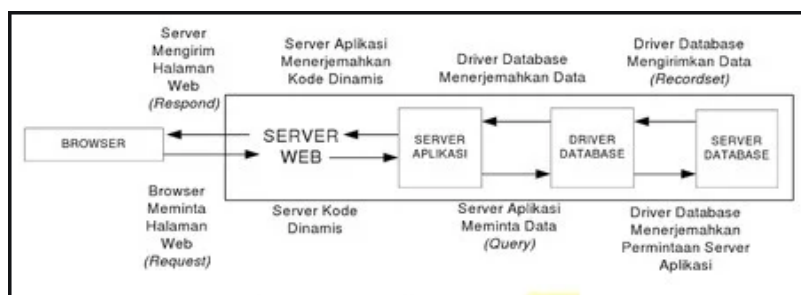 Server
Mengirim
Halaman
Web
(Respond)
Server Aplikasi
Menerjemahkan
Kode Dinamis
Driver Database
Menerjemahkan Data
Driver Database
Mengirimkan Data
(Recordset)
BROWSER
SERVER
WEB
SERVER
APLIKASI
DRIVER
DATABASE
SERVER
DATABASE
Browser
Meminta
Halaman
Web
(Request)
Server Kode
Dinamis
Server Aplikasi
Meminta Data
(Query)
Driver Database
Menerjemahkan
Permintaan Server
Aplikasi